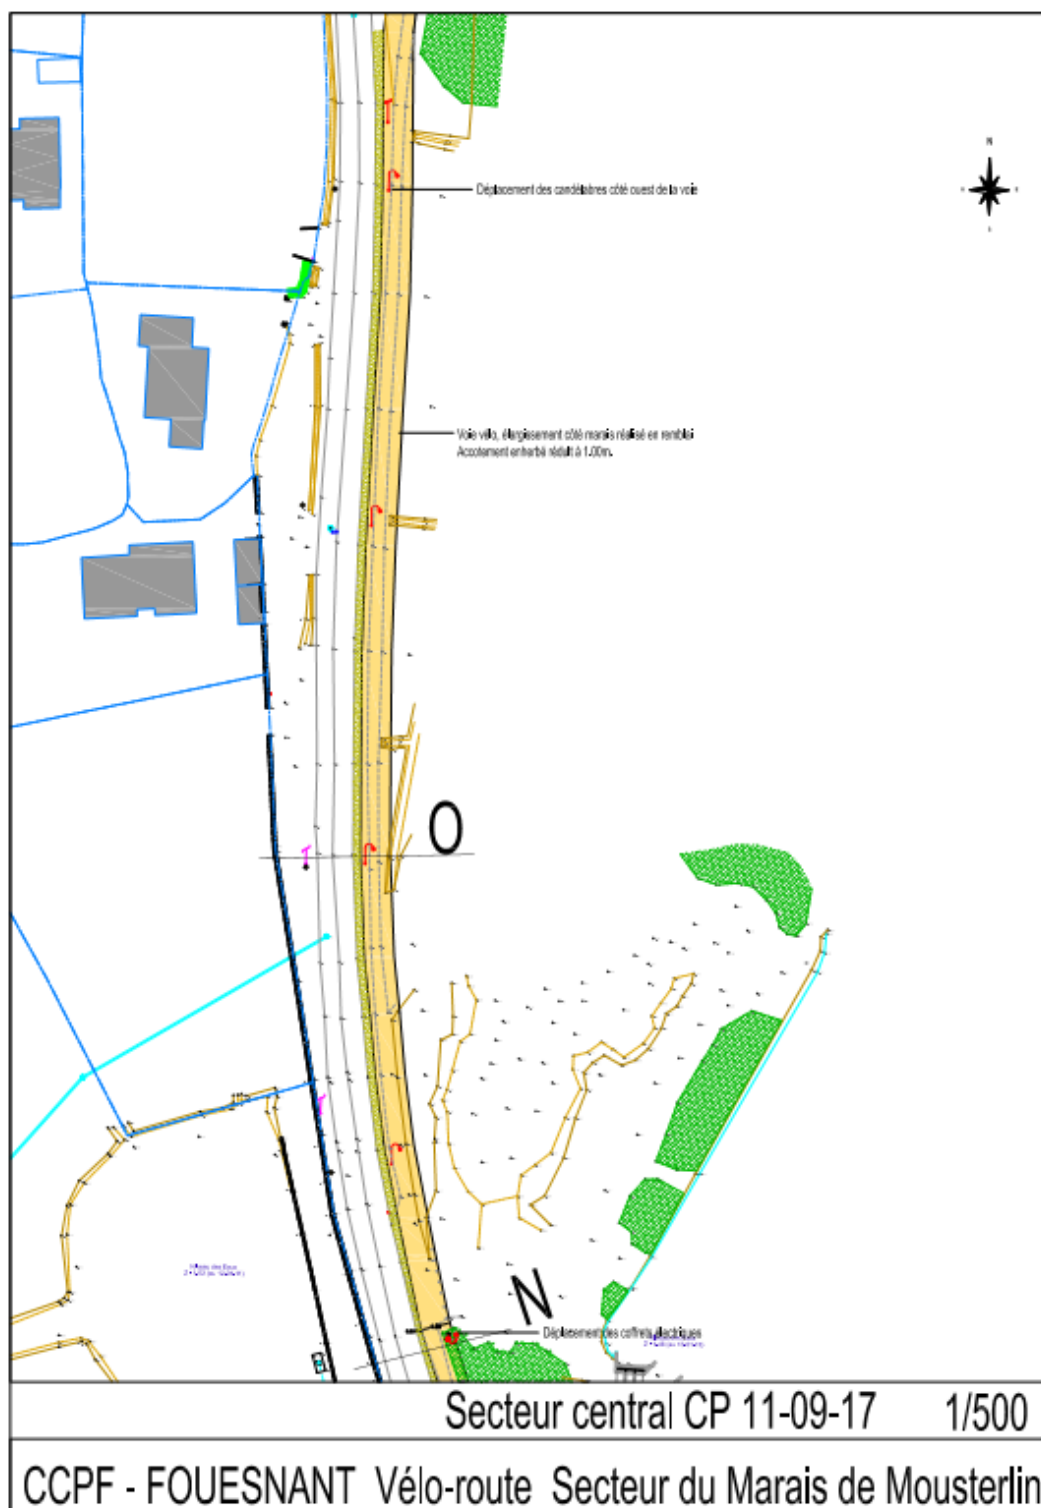 N
Déplacement des candélabres côté ouest de la voie
Voie vélo, élargissement côté marais réalisé en remblai
Accotement enherbé réduit à 1.00m.
O
N
Déplacement des coffrets électriques
Secteur central CP 11-09-17 1/500
CCPF - FOUESNANT Vélo-route Secteur du Marais de Mousterlin